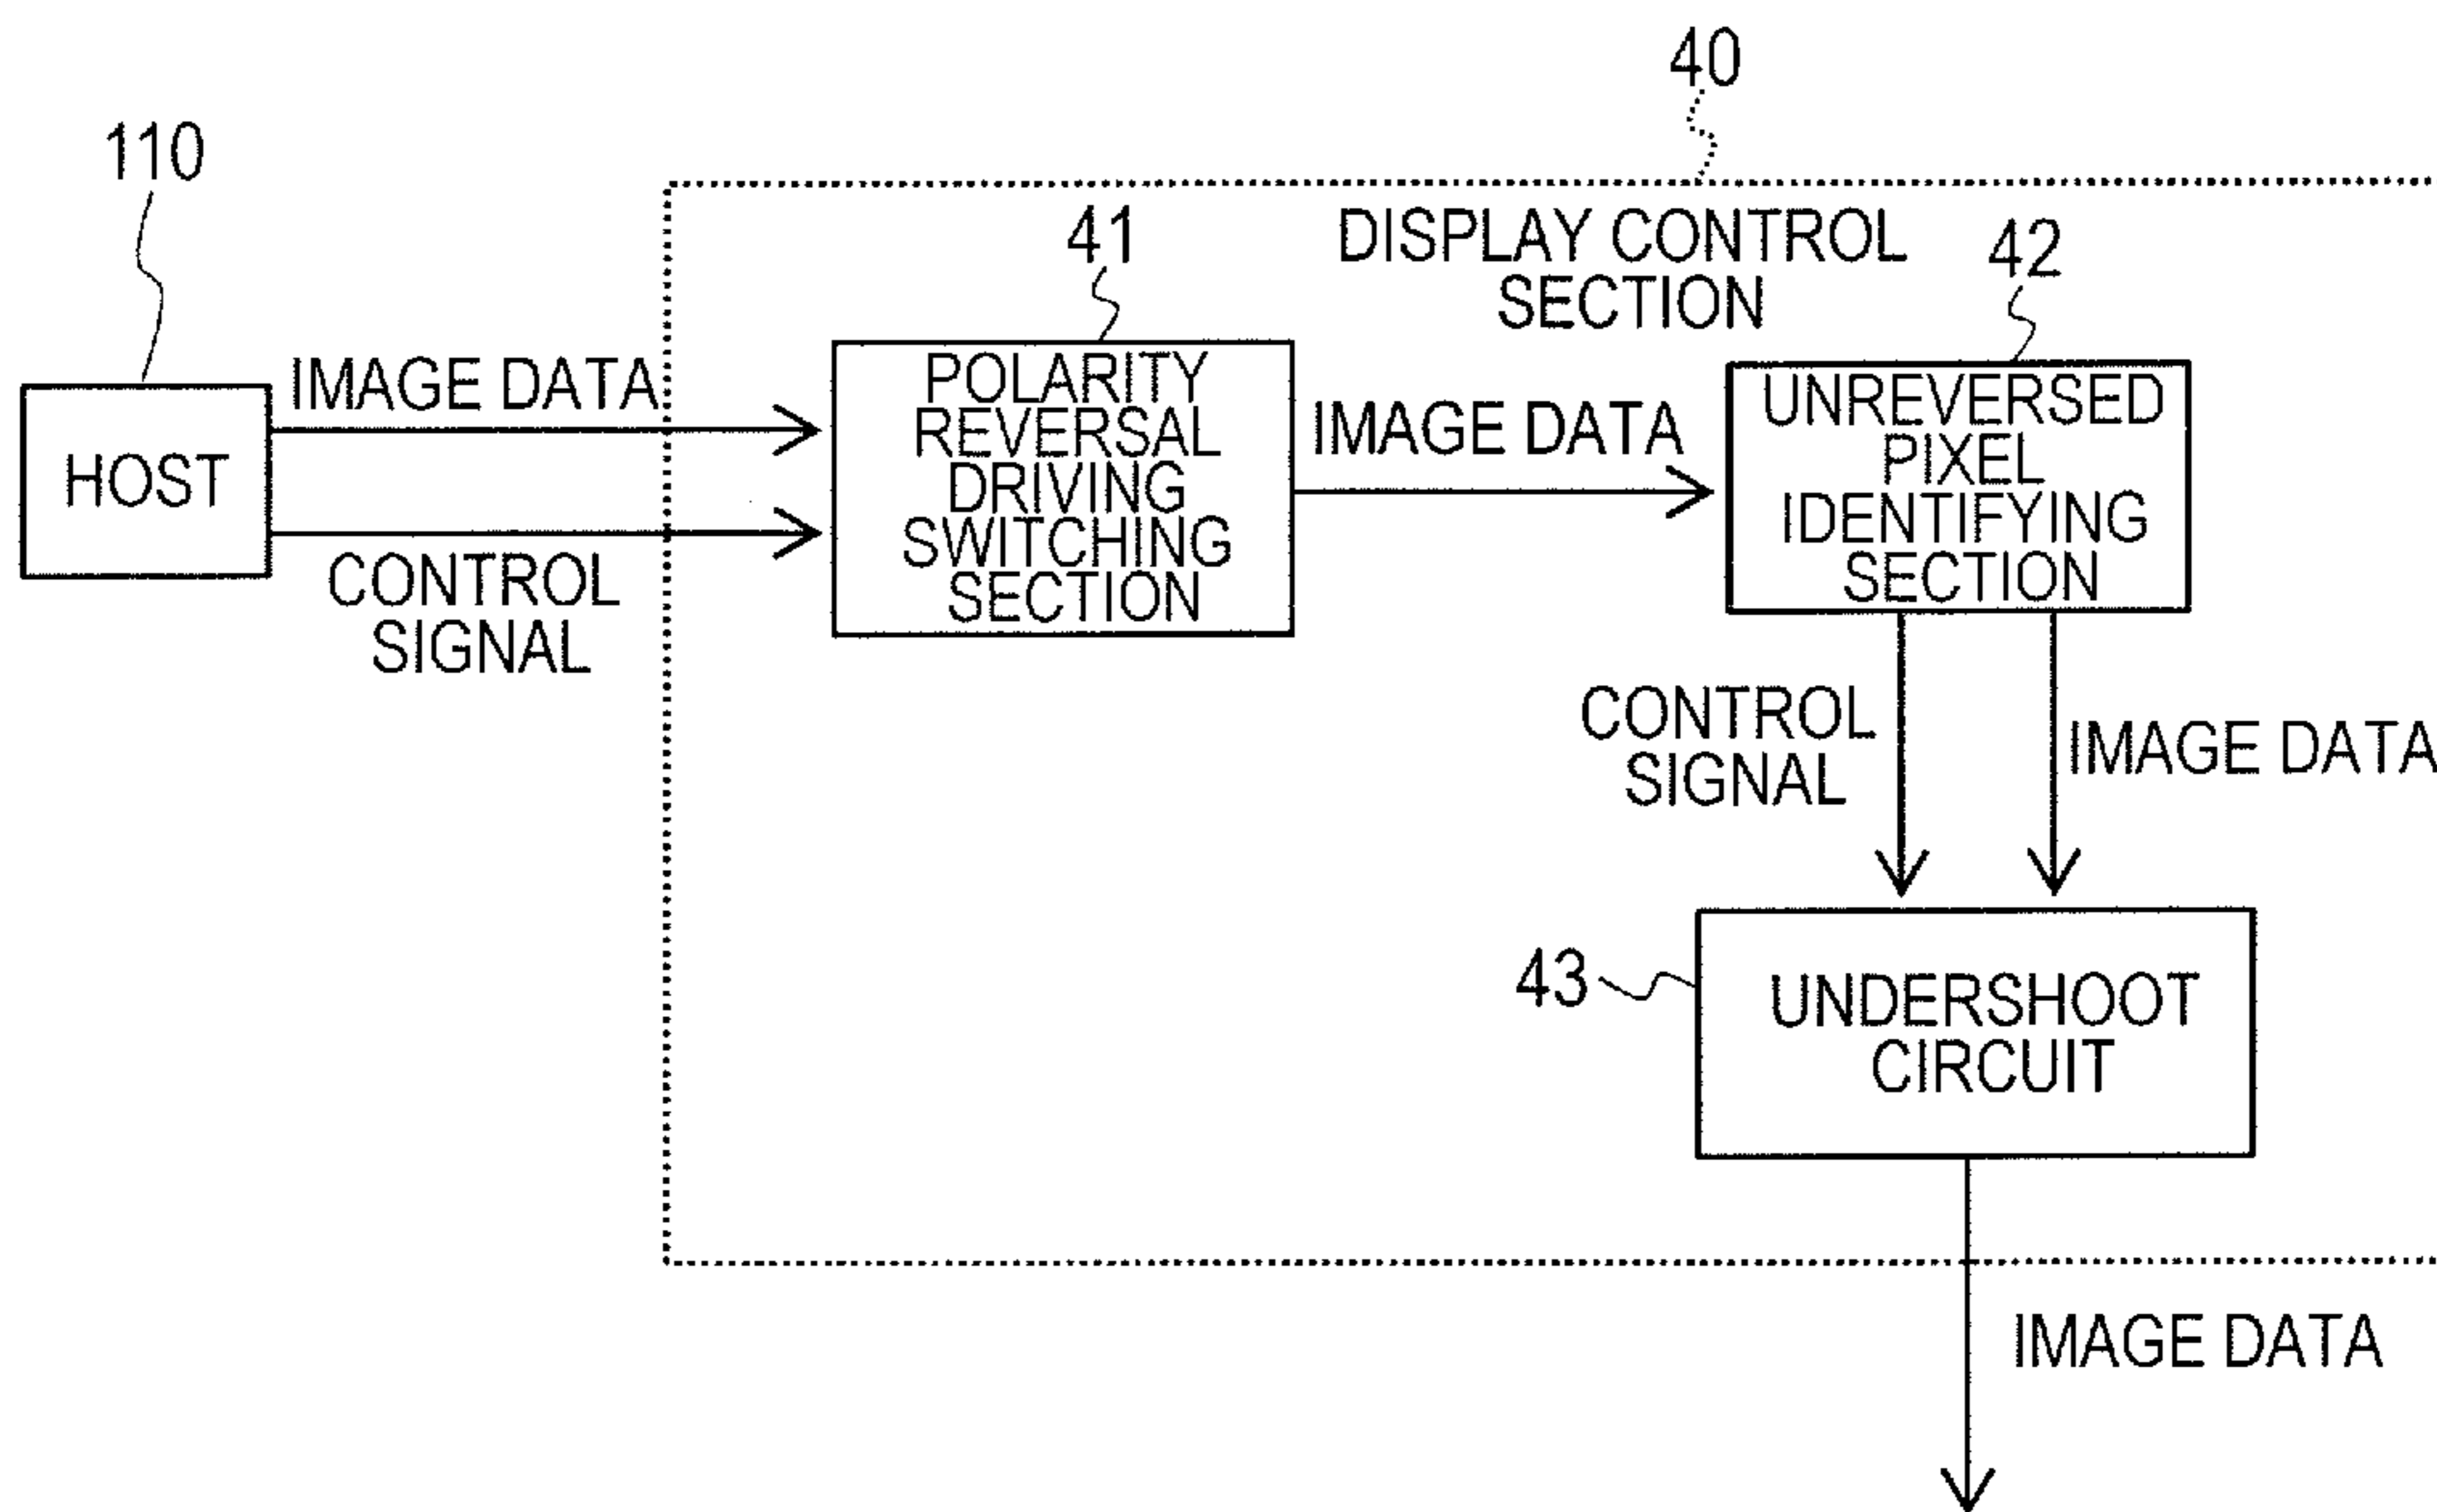 40
110
DISPLAY CONTROL
SECTION
41
42
IMAGE DATA
HOST
CONTROL
SIGNAL
POLARITY
REVERSAL
DRIVING
SWITCHING
SECTION
IMAGE DATA
UNREVERSED
PIXEL
IDENTIFYING
SECTION
CONTROL
SIGNAL
IMAGE DATA
43
UNDERSHOOT
CIRCUIT
IMAGE DATA